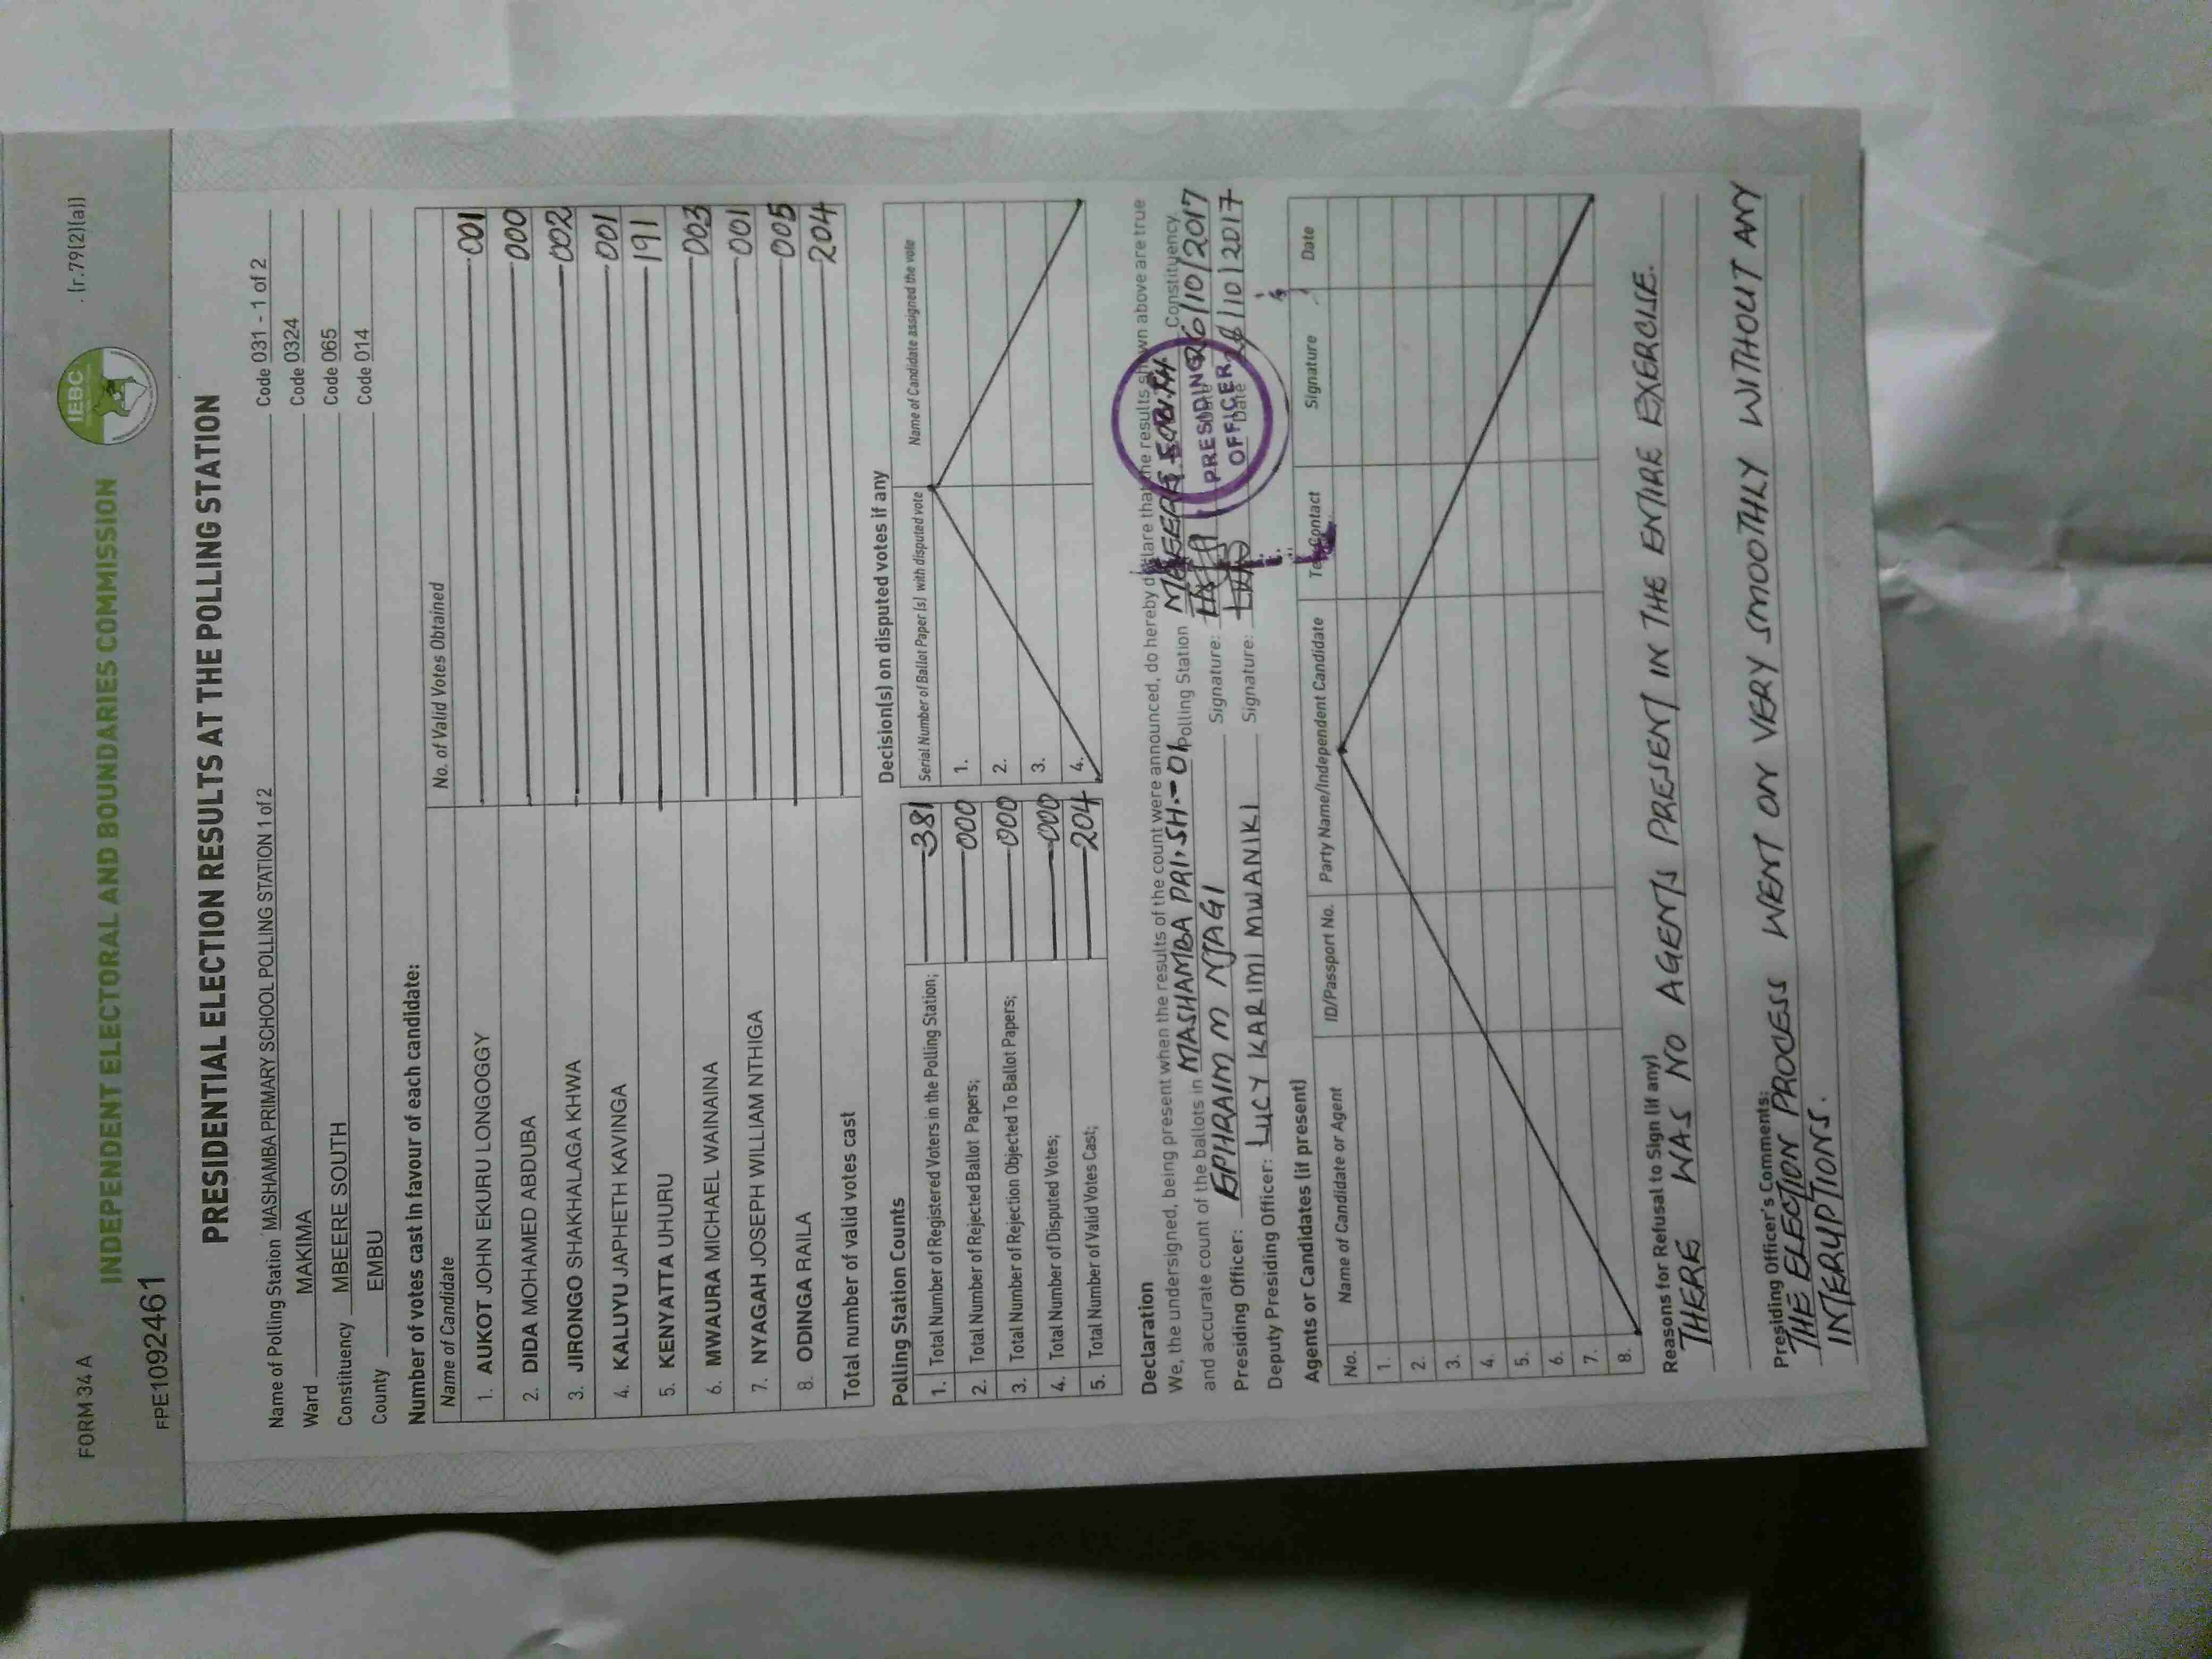 FORM 34 A
(r.79(2)(a))
INDEPENDENT ELECTORAL AND BOUNDARIES COMMISSION
IEBC
FPE1092461
PRESIDENTIAL ELECTION RESULTS AT THE POLLING STATION
Name of Polling Station MASHAMBA PRIMARY SCHOOL POLLING STATION 1 of 2 Code 031 - 1 of 2
Ward MAKIMA Code 0324
Constituency MBEERE SOUTH Code 065
County EMBU Code 014
Number of votes cast in favour of each candidate:
Name of Candidate No. of Valid Votes Obtained
1. AUKOT JOHN EKURU LONGOGGY 001
2. DIDA MOHAMED ABDUBA 000
3. JIRONGO SHAKHALAGA KHWA 002
4. KALUYU JAPHETH KAVINGA 001
5. KENYATTA UHURU 191
6. MWAURA MICHAEL WAINAINA 003
7. NYAGAH JOSEPH WILLIAM NTHIGA 001
8. ODINGA RAILA 005
Total number of valid votes cast 204
Polling Station Counts
1. Total Number of Registered Voters in the Polling Station; 381
2. Total Number of Rejected Ballot Papers; 000
3. Total Number of Rejection Objected To Ballot Papers; 000
4. Total Number of Disputed Votes; 000
5. Total Number of Valid Votes Cast; 204
Decision(s) on disputed votes if any
Serial Number of Ballot Paper (s) with disputed vote Name of Candidate assigned the vote
1.
2.
3.
4.
Declaration
We, the undersigned, being present when the results of the count were announced, do hereby declare that the results shown above are true
and accurate count of the ballots in MASHAMBA PRI. SH. - 01 Polling Station MBEERE SOUTH Constituency
Presiding Officer: EPHRAIM M NJAGI Signature: Date 26/10/2017
Deputy Presiding Officer: LUCY KARIMI MWANIKI Signature: Date 26/10/2017
PRESIDING
OFFICER
Agents or Candidates (if present)
No. Name of Candidate or Agent ID/Passport No. Party Name/Independent Candidate Tel Contact Signature Date
1.
2.
3.
4.
5.
6.
7.
8.
Reasons for Refusal to Sign (if any)
THERE WAS NO AGENTS PRESENT IN THE ENTIRE EXERCISE.
Presiding Officer's Comments:
THE ELECTION PROCESS WENT ON VERY SMOOTHLY WITHOUT ANY
INTERUPTIONS.